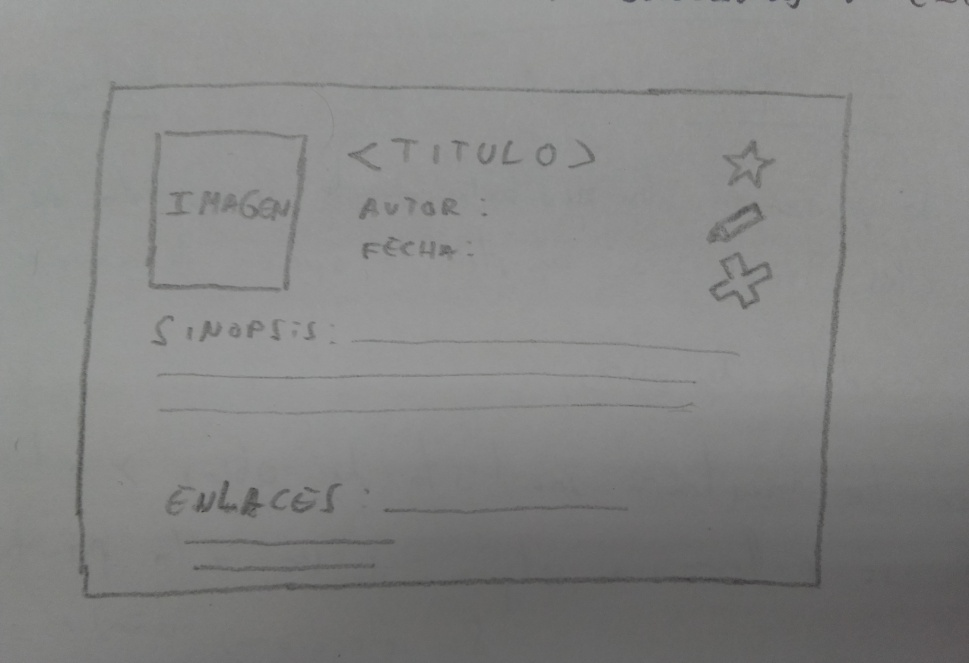 IMAGEN
<TITULO>
AUTOR :
FECHA :
SINOPSIS:
ENLACES :